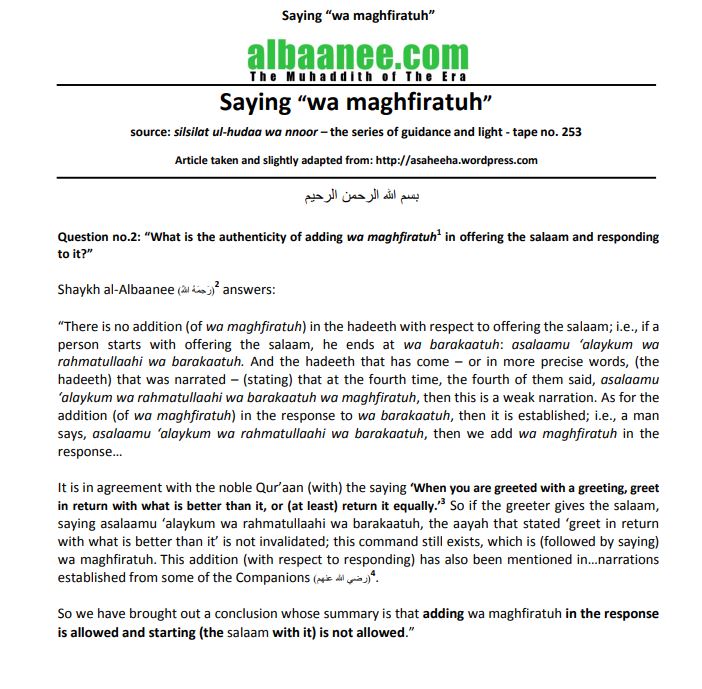 Saying “wa maghfiratuh”
albaanee.com
The Muhaddith of The Era
Saying “wa maghfiratuh”
source: silsilat ul-hudaa wa nnoor – the series of guidance and light - tape no. 253
Article taken and slightly adapted from: http://asaheeha.wordpress.com
بسم الله الرحمن الرحيم
Question no.2: “What is the authenticity of adding wa maghfiratuh¹ in offering the salaam and responding
to it?”
Shaykh al-Albaanee (رَحِمَهُ اللهُ)² answers:
“There is no addition (of wa maghfiratuh) in the hadeeth with respect to offering the salaam; i.e., if a
person starts with offering the salaam, he ends at wa barakaatuh: asalaamu ‘alaykum wa
rahmatullaahi wa barakaatuh. And the hadeeth that has come – or in more precise words, (the
hadeeth) that was narrated – (stating) that at the fourth time, the fourth of them said, asalaamu
‘alaykum wa rahmatullaahi wa barakaatuh wa maghfiratuh, then this is a weak narration. As for the
addition (of wa maghfiratuh) in the response to wa barakaatuh, then it is established; i.e., a man
says, asalaamu ‘alaykum wa rahmatullaahi wa barakaatuh, then we add wa maghfiratuh in the
response…
It is in agreement with the noble Qur’aan (with) the saying ‘When you are greeted with a greeting, greet
in return with what is better than it, or (at least) return it equally.’³ So if the greeter gives the salaam,
saying asalaamu ‘alaykum wa rahmatullaahi wa barakaatuh, the aayah that stated ‘greet in return
with what is better than it’ is not invalidated; this command still exists, which is (followed by saying)
wa maghfiratuh. This addition (with respect to responding) has also been mentioned in…narrations
established from some of the Companions (رضي الله عنهم)⁴.
So we have brought out a conclusion whose summary is that adding wa maghfiratuh in the response
is allowed and starting (the salaam with it) is not allowed.”